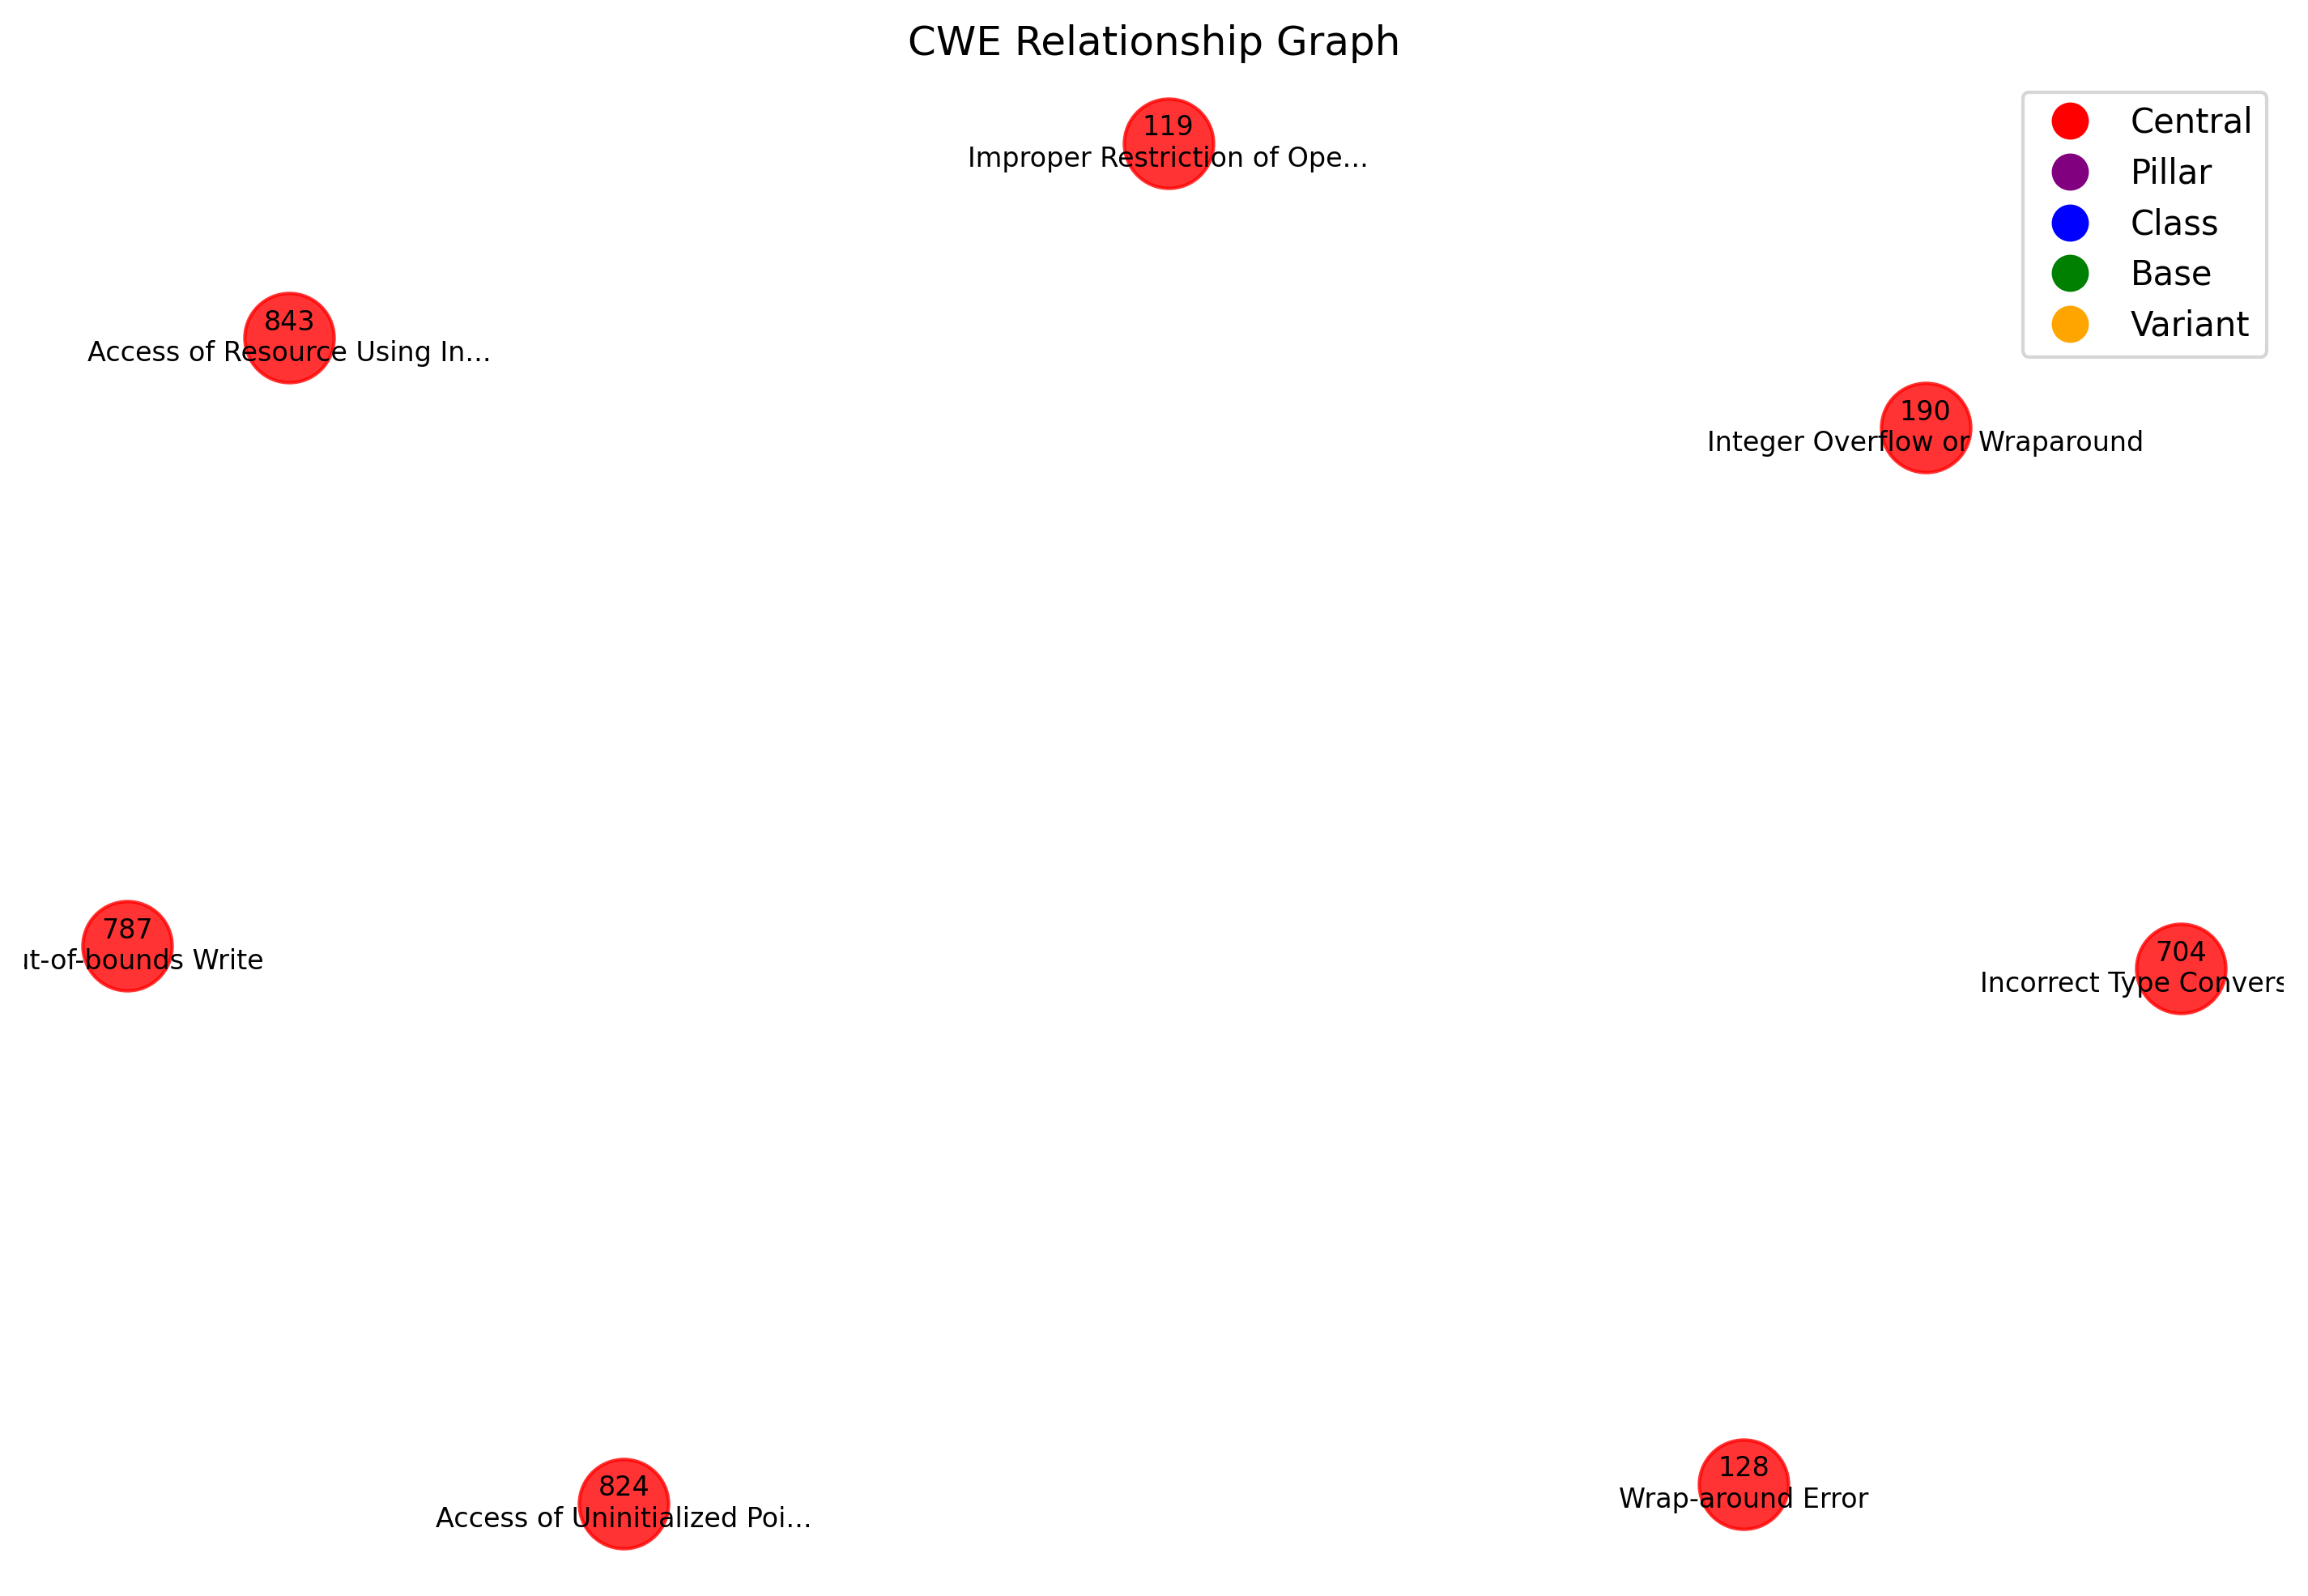 CWE Relationship Graph
119
Improper Restriction of Ope...
Central
Pillar
Class
Base
Variant
843
Access of Resource Using In...
190
Integer Overflow or Wraparound
787
ut-of-bounds Write
704
Incorrect Type Convers
824
Access of Uninitialized Poi...
128
Wrap-around Error